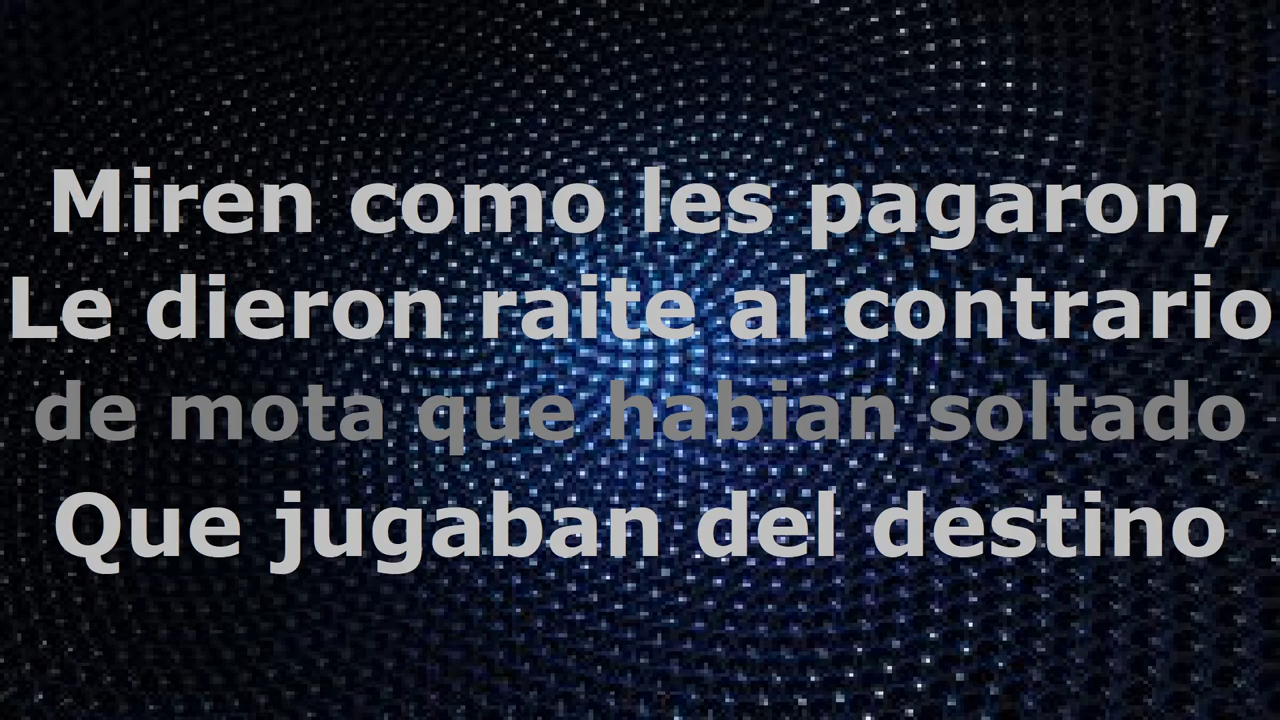 Miren como les pagaron,
Le dieron raite al contrario
de mota que habian soltado
Que jugaban del destino